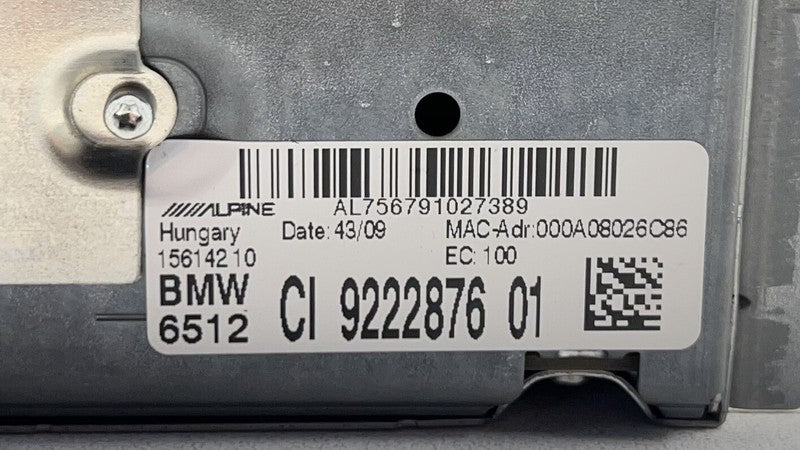 AL756791027389
ALPINE
Hungary Date: 43/09 MAC-Adr:000A08026C86
15614210 EC: 100
BMW
6512 CI 9222876 01